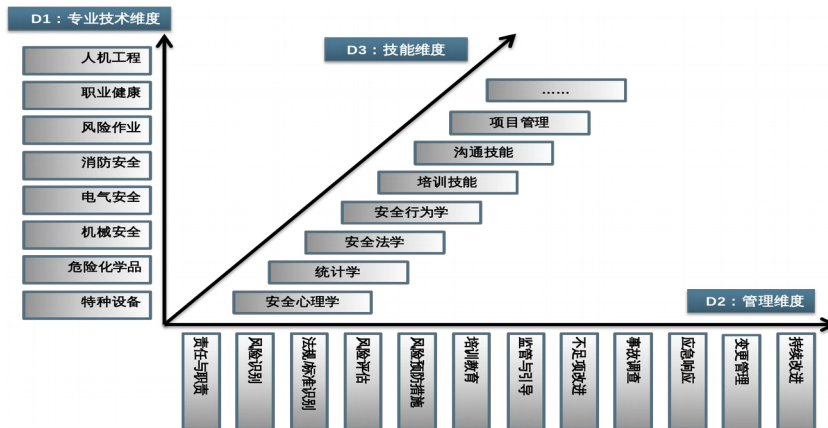 D1：专业技术维度
人机工程
职业健康
风险作业
消防安全
电气安全
机械安全
危险化学品
特种设备
D3：技能维度
……
项目管理
沟通技能
培训技能
安全行为学
安全法学
统计学
安全心理学
D2：管理维度
责任与职责
风险识别
法规/标准识别
风险评估
风险预防措施
培训教育
监管与引导
不足项改进
事故调查
应急响应
变更管理
持续改进